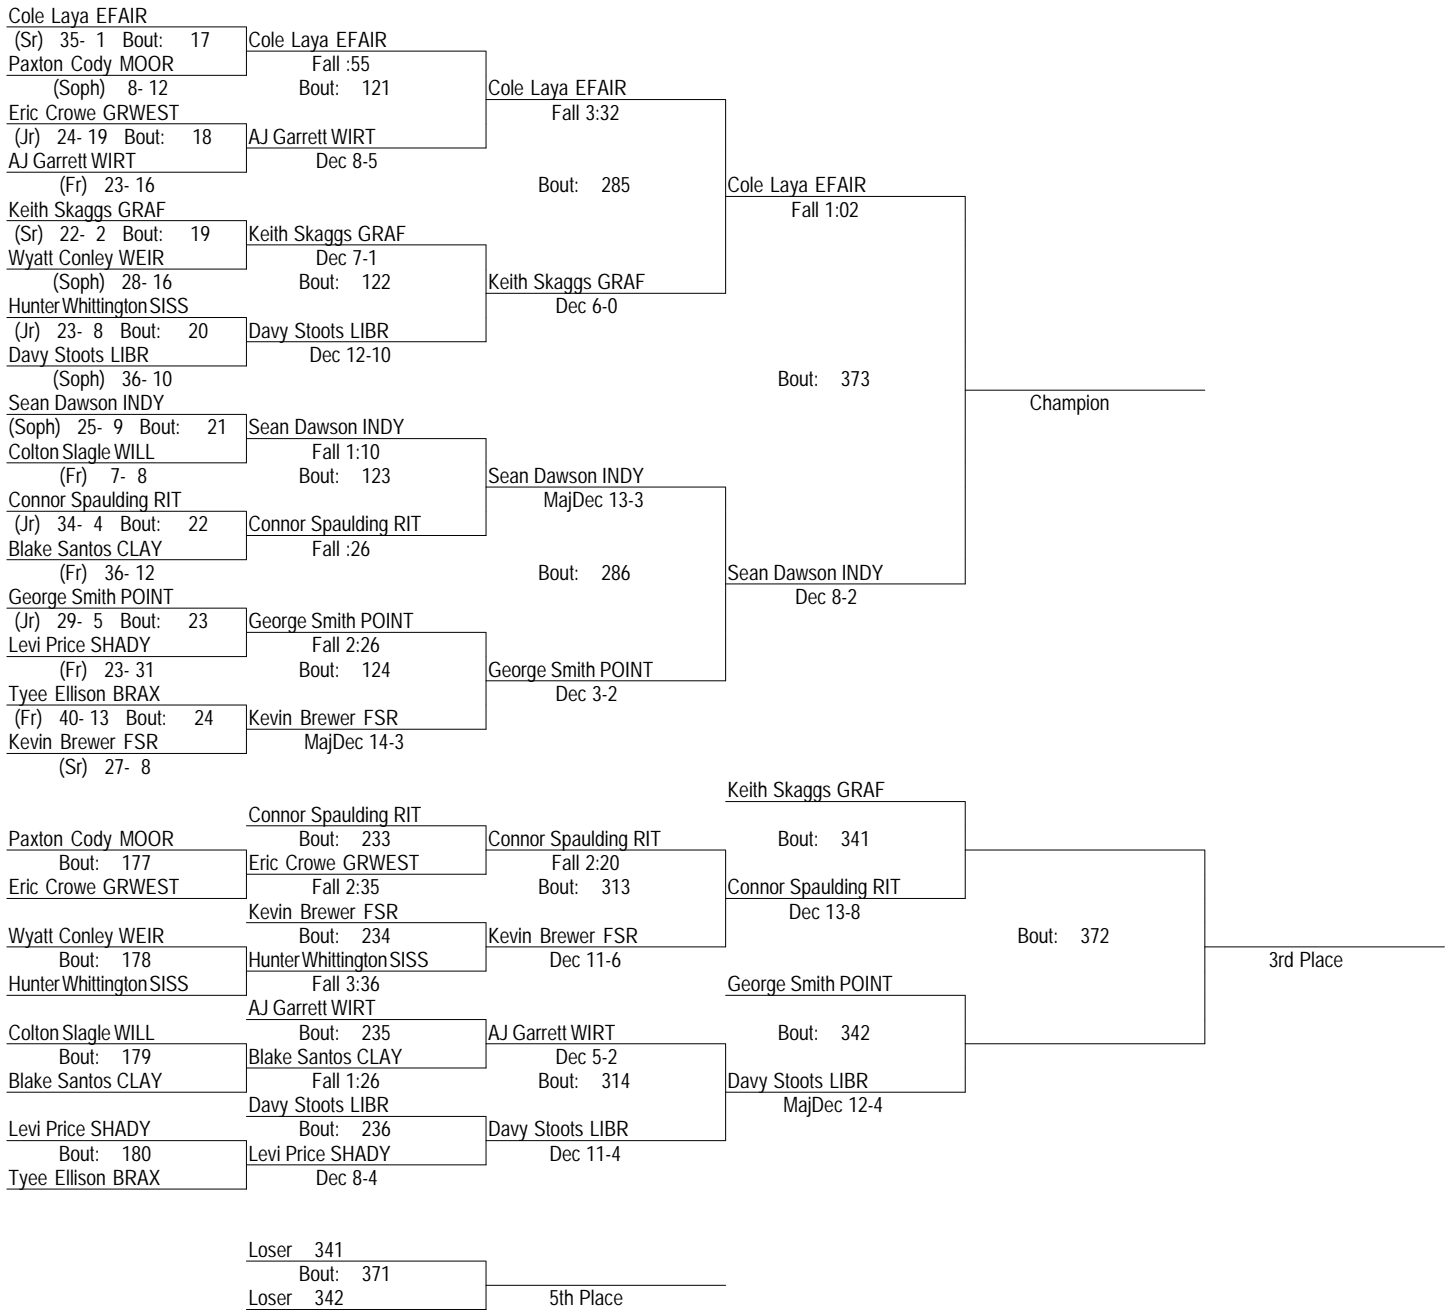 Cole Laya EFAIR
(Sr) 35- 1 Bout: 17 Cole Laya EFAIR
Paxton Cody MOOR Fall :55
(Soph) 8- 12 Bout: 121 Cole Laya EFAIR
Eric Crowe GRWEST Fall 3:32
(Jr) 24- 19 Bout: 18 AJ Garrett WIRT
AJ Garrett WIRT Dec 8-5
(Fr) 23- 16 Bout: 285 Cole Laya EFAIR
Keith Skaggs GRAF Fall 1:02
(Sr) 22- 2 Bout: 19 Keith Skaggs GRAF
Wyatt Conley WEIR Dec 7-1
(Soph) 28- 16 Bout: 122 Keith Skaggs GRAF
Hunter Whittington SISS Dec 6-0
(Jr) 23- 8 Bout: 20 Davy Stoots LIBR
Davy Stoots LIBR Dec 12-10
(Soph) 36- 10 Bout: 373
Sean Dawson INDY Champion
(Soph) 25- 9 Bout: 21 Sean Dawson INDY
Colton Slagle WILL Fall 1:10
(Fr) 7- 8 Bout: 123 Sean Dawson INDY
Connor Spaulding RIT MajDec 13-3
(Jr) 34- 4 Bout: 22 Connor Spaulding RIT
Blake Santos CLAY Fall :26
(Fr) 36- 12 Bout: 286 Sean Dawson INDY
George Smith POINT Dec 8-2
(Jr) 29- 5 Bout: 23 George Smith POINT
Levi Price SHADY Fall 2:26
(Fr) 23- 31 Bout: 124 George Smith POINT
Tyee Ellison BRAX Dec 3-2
(Fr) 40- 13 Bout: 24 Kevin Brewer FSR
Kevin Brewer FSR MajDec 14-3
(Sr) 27- 8
Keith Skaggs GRAF
Connor Spaulding RIT
Paxton Cody MOOR Bout: 233 Connor Spaulding RIT Bout: 341
Bout: 177 Eric Crowe GRWEST Fall 2:20
Eric Crowe GRWEST Fall 2:35 Bout: 313 Connor Spaulding RIT
Kevin Brewer FSR Dec 13-8
Wyatt Conley WEIR Bout: 234 Kevin Brewer FSR Bout: 372
Bout: 178 Hunter Whittington SISS Dec 11-6 3rd Place
Hunter Whittington SISS Fall 3:36 George Smith POINT
AJ Garrett WIRT
Colton Slagle WILL Bout: 235 AJ Garrett WIRT Bout: 342
Bout: 179 Blake Santos CLAY Dec 5-2
Blake Santos CLAY Fall 1:26 Bout: 314 Davy Stoots LIBR
Davy Stoots LIBR MajDec 12-4
Levi Price SHADY Bout: 236 Davy Stoots LIBR
Bout: 180 Levi Price SHADY Dec 11-4
Tyee Ellison BRAX Dec 8-4
Loser 341
Bout: 371
Loser 342 5th Place